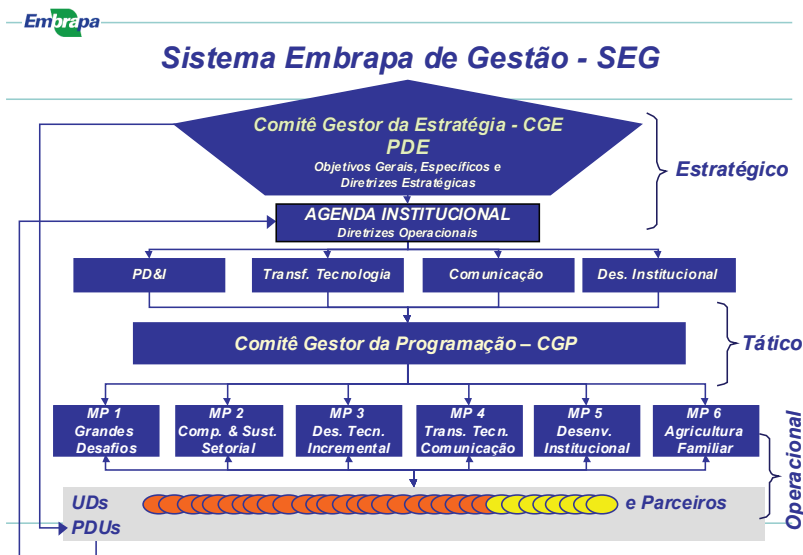 Embrapa
Sistema Embrapa de Gestão - SEG
Comitê Gestor da Estratégia - CGE
PDE
Objetivos Gerais, Específicos e
Diretrizes Estratégicas
Estratégico
AGENDA INSTITUCIONAL
Diretrizes Operacionais
PD&I
Transf. Tecnologia
Comunicação
Des. Institucional
Comitê Gestor da Programação – CGP
Tático
MP 1
Grandes
Desafios
MP 2
Comp. & Sust.
Setorial
MP 3
Des. Tecn.
Incremental
MP 4
Trans. Tecn.
Comunicação
MP 5
Desenv.
Institucional
MP 6
Agricultura
Familiar
Operacional
UDs
e Parceiros
PDUs